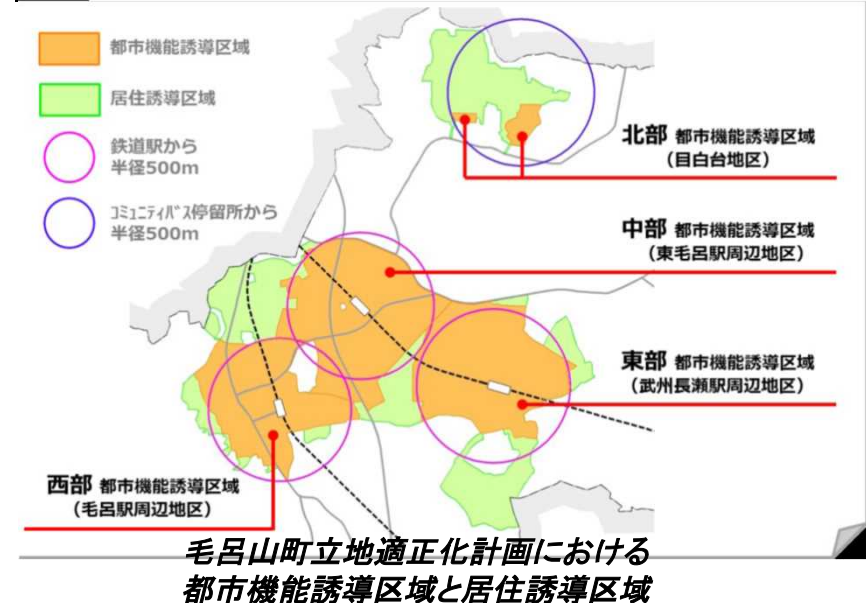 都市機能誘導区域
居住誘導区域
鉄道駅から
半径500m
ｺﾐｭﾆﾃｨﾊﾞｽ停留所から
半径500m
北部 都市機能誘導区域
（目白台地区）
中部 都市機能誘導区域
（東毛呂駅周辺地区）
東部 都市機能誘導区域
（武州長瀬駅周辺地区）
西部 都市機能誘導区域
（毛呂駅周辺地区）
毛呂山町立地適正化計画における
都市機能誘導区域と居住誘導区域